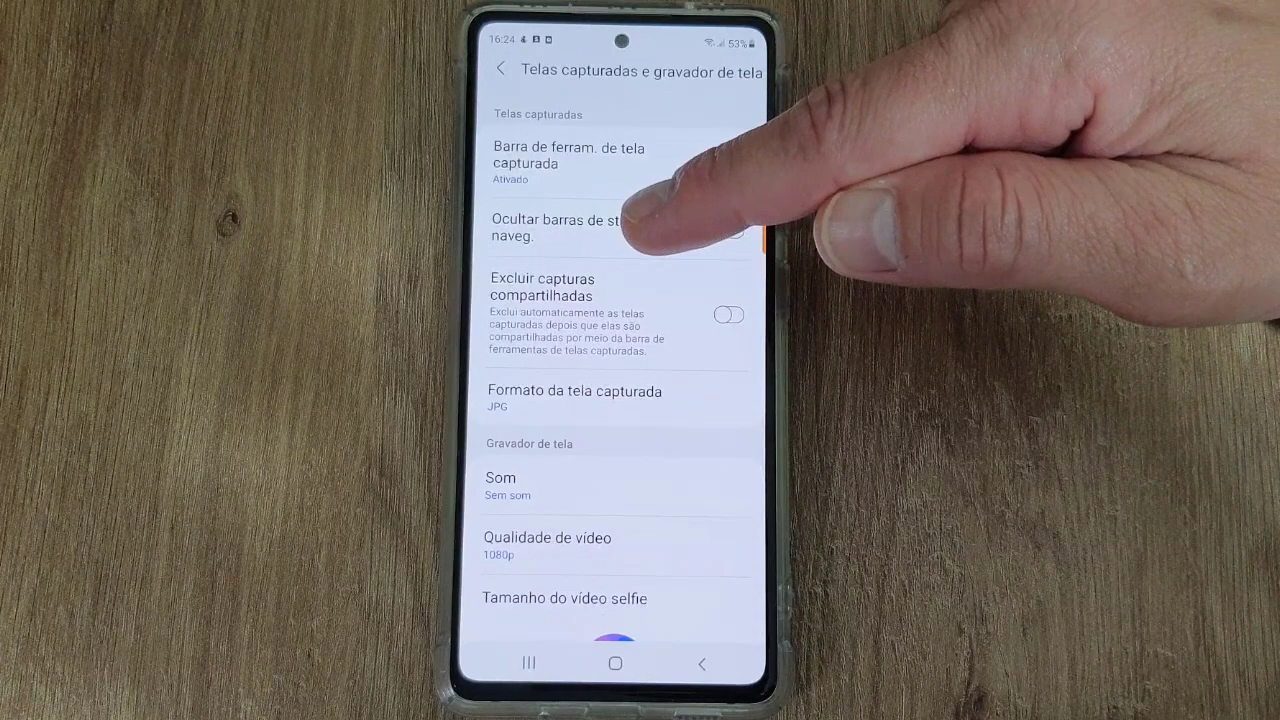 16:24
53%
Telas capturadas e gravador de tela
Telas capturadas
Barra de ferram. de tela
capturada
Ativado
Ocultar barras de
naveg.
Excluir capturas
compartilhadas
Exclui automaticamente as telas
capturadas depois que elas são
compartilhadas por meio da barra de
ferramentas de telas capturadas.
Formato da tela capturada
JPG
Gravador de tela
Som
Sem som
Qualidade de vídeo
1080p
Tamanho do vídeo selfie